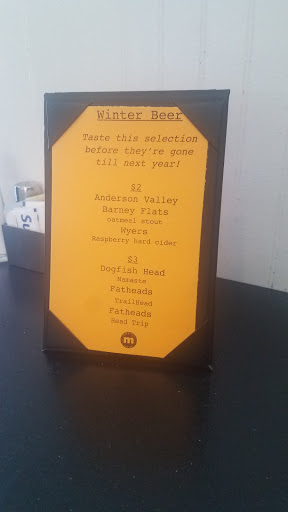 Winter Beer
Taste this selection
before they're gone
till next year!
$2
Anderson Valley
Barney Flats
oatmeal stout
Wyers
Raspberry hard cider
$3
Dogfish Head
Namaste
Fatheads
TrailHead
Fatheads
Head Trip
m
Su